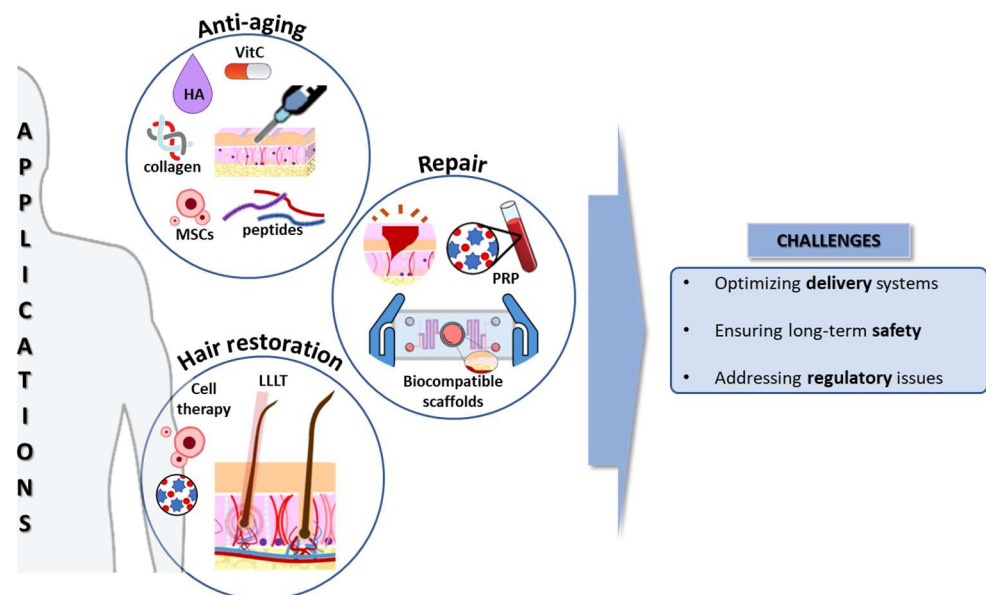 APPLICATIONS
Anti-aging
VitC
HA
collagen
MSCs
peptides
Repair
PRP
Biocompatible
scaffolds
Hair restoration
Cell
therapy
LLLT
CHALLENGES
• Optimizing delivery systems
• Ensuring long-term safety
• Addressing regulatory issues